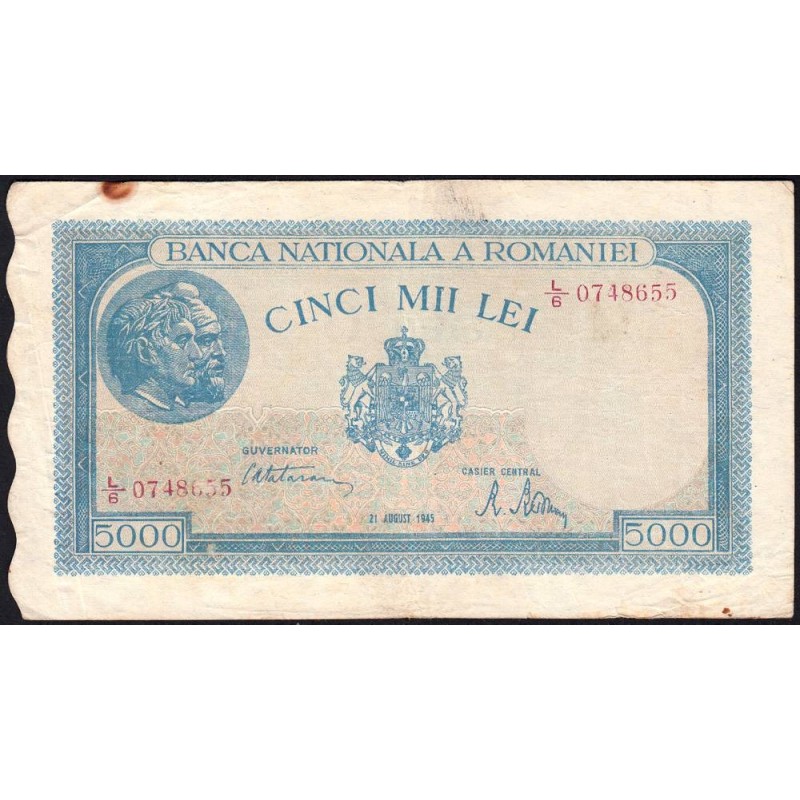 BANCA NATIONALA A ROMANIEI
CINCI MII LEI
L/6 0748655
GUVERNATOR
CASIER CENTRAL
L/6 0748655
21 AUGUST 1945
5000
5000